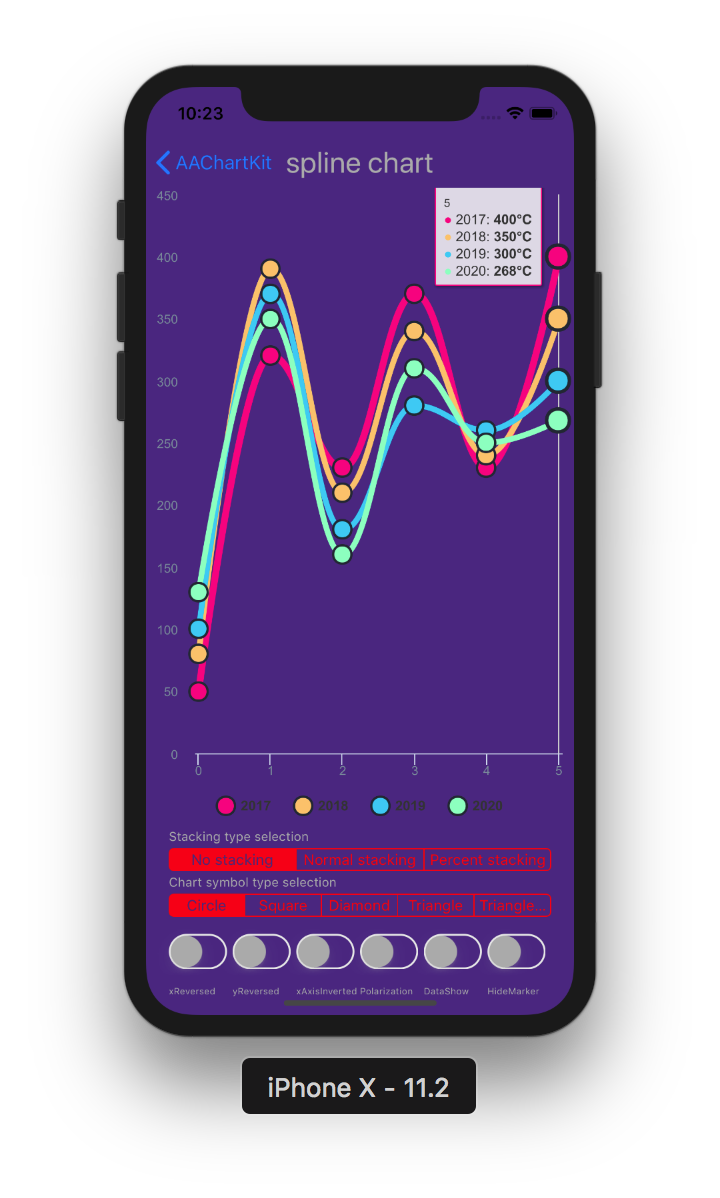 10:23
AAChartKit spline chart
5
2017: 400°C
2018: 350°C
2019: 300°C
2020: 268°C
450
400
350
300
250
200
150
100
50
0
0 1 2 3 4 5
2017 2018 2019 2020
Stacking type selection
No stacking Normal stacking Percent stacking
Chart symbol type selection
Circle Square Diamond Triangle Triangle...
xReversed yReversed xAxisInverted Polarization DataShow HideMarker
iPhone X - 11.2